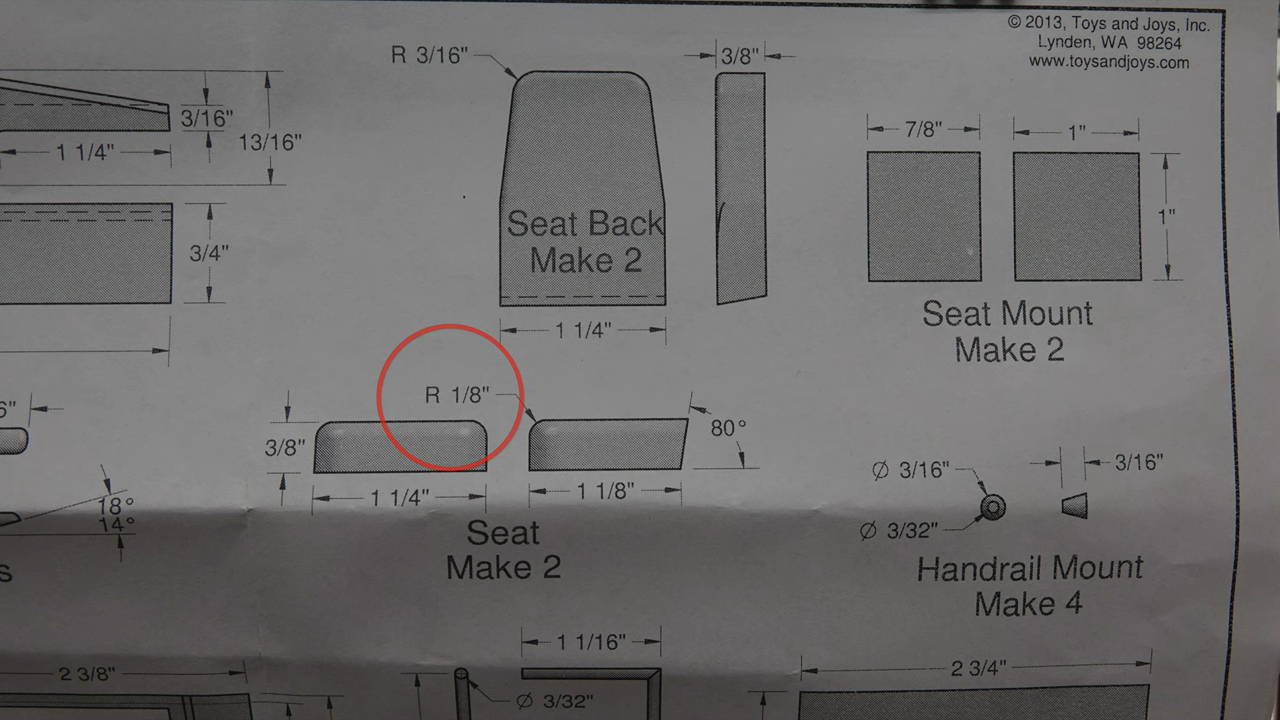 © 2013, Toys and Joys, Inc.
Lynden, WA 98264
www.toysandjoys.com
R 3/16"
3/8"
3/16"
13/16"
1 1/4"
7/8"
1"
1"
3/4"
Seat Back
Make 2
1 1/4"
Seat Mount
Make 2
R 1/8"
6"
3/8"
80°
1 1/4"
1 1/8"
Seat
Make 2
18°
14°
s
Ø 3/16"
3/16"
Ø 3/32"
Handrail Mount
Make 4
1 1/16"
2 3/8"
Ø 3/32"
2 3/4"